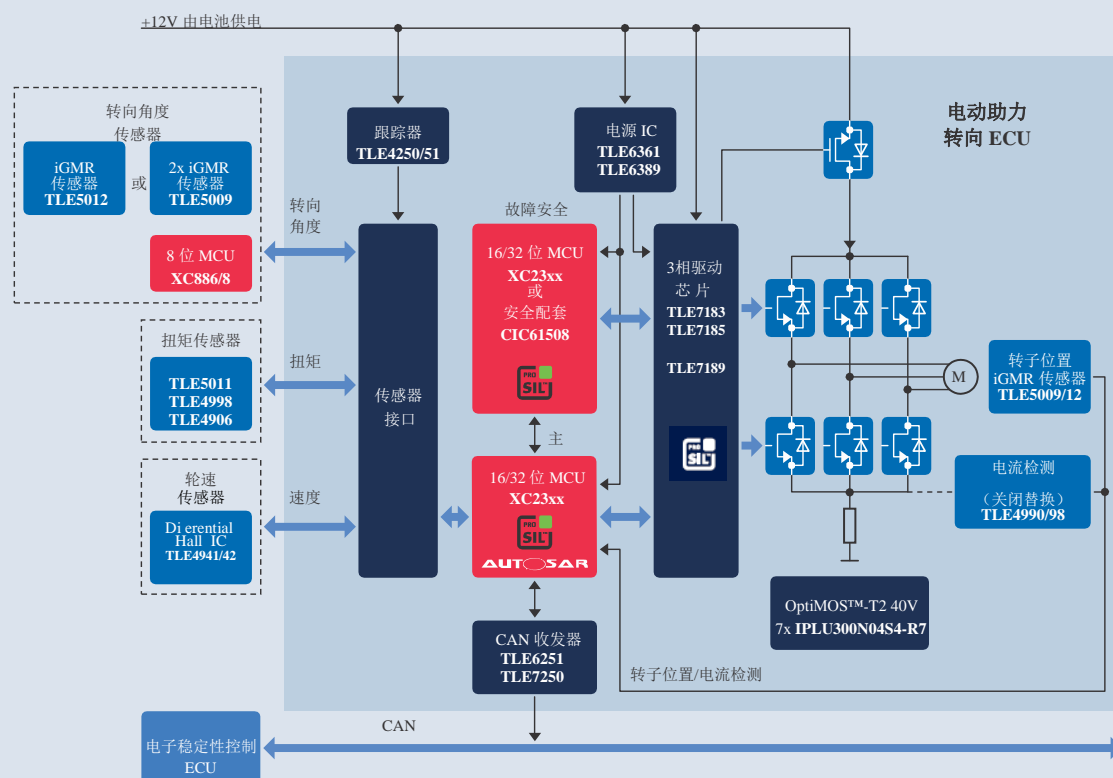 +12V 由电池供电
电动助力
转向 ECU
转向角度
传感器
iGMR
传感器
TLE5012
或
2x iGMR
传感器
TLE5009
8 位 MCU
XC886/8
转向
角度
跟踪器
TLE4250/51
电源 IC
TLE6361
TLE6389
故障安全
16/32 位 MCU
XC23xx
或
安全配套
CIC61508
PRO
SIL™
3相驱动
芯 片
TLE7183
TLE7185
TLE7189
PRO
SIL™
扭矩传感器
TLE5011
TLE4998
TLE4906
扭矩
传感器
接口
主
M
转子位置
iGMR 传感器
TLE5009/12
轮速
传感器
Di erential
Hall IC
TLE4941/42
速度
16/32 位 MCU
XC23xx
PRO
SIL™
AUTOSAR
电流检测
（关闭替换）
TLE4990/98
OptiMOS™-T2 40V
7x IPLU300N04S4-R7
CAN 收发器
TLE6251
TLE7250
转子位置/电流检测
CAN
电子稳定性控制
ECU